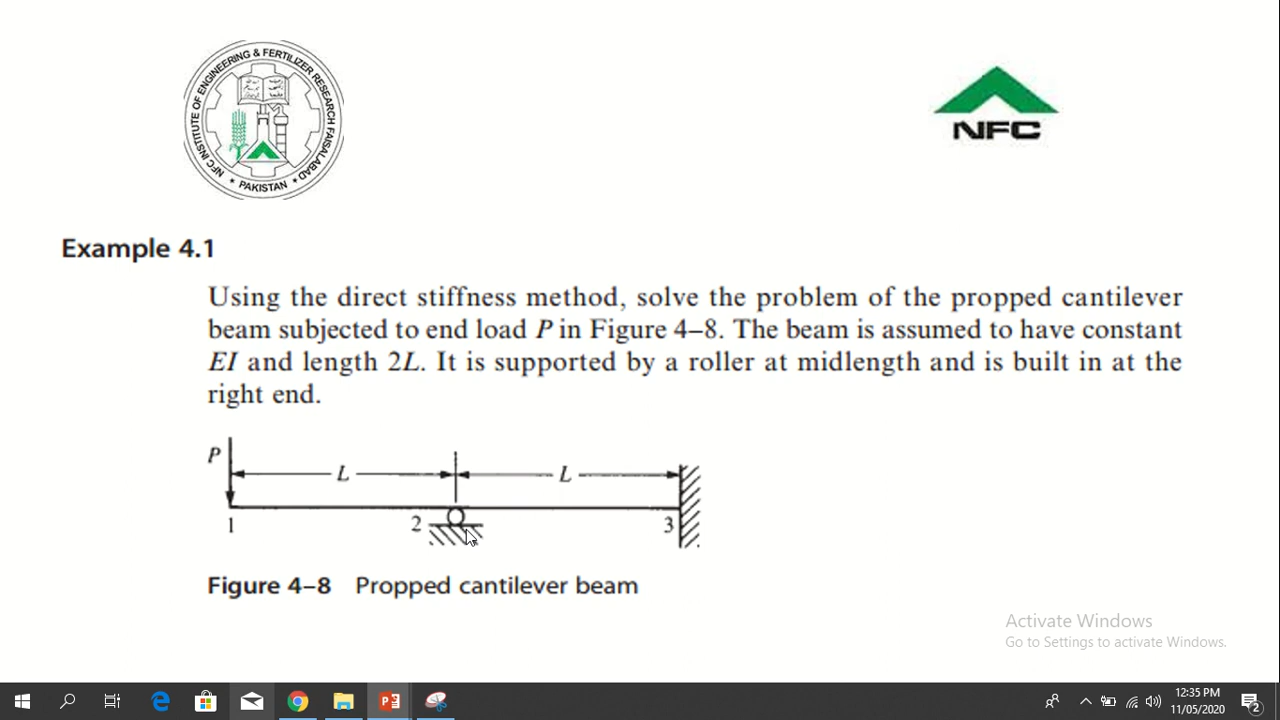 NFC INSTITUTE OF ENGINEERING & FERTILIZER RESEARCH FAISALABAD
* PAKISTAN *
NFC
Example 4.1
Using the direct stiffness method, solve the problem of the propped cantilever
beam subjected to end load P in Figure 4–8. The beam is assumed to have constant
EI and length 2L. It is supported by a roller at midlength and is built in at the
right end.
P
L
L
1
2
3
Figure 4–8 Propped cantilever beam
Activate Windows
Go to Settings to activate Windows.
12:35 PM
11/05/2020
2